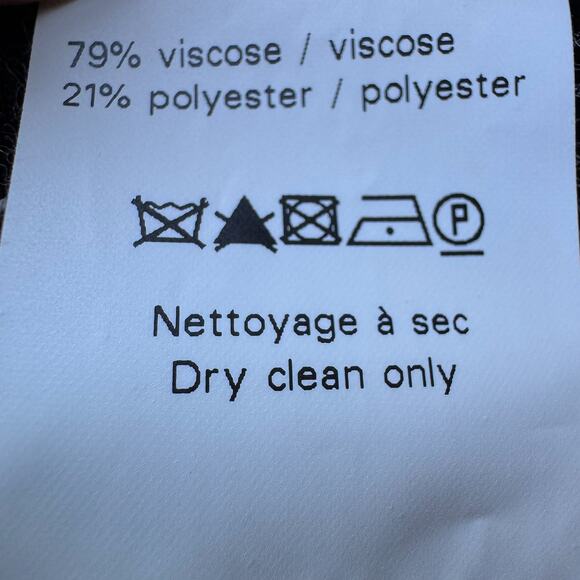 79% viscose / viscose
21% polyester / polyester
P
Nettoyage à sec
Dry clean only